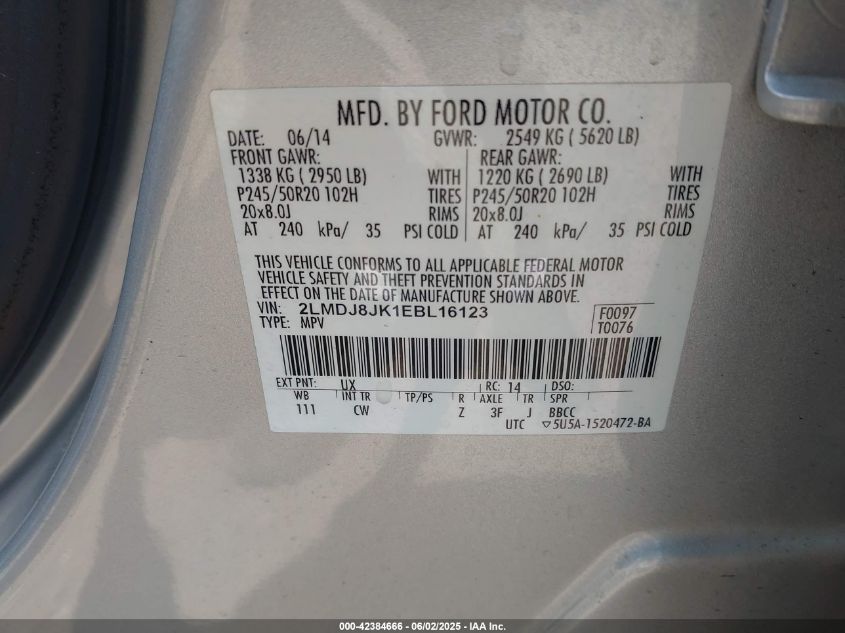 MFD. BY FORD MOTOR CO.
DATE: 06/14 GVWR: 2549 KG ( 5620 LB)
FRONT GAWR: REAR GAWR:
1338 KG ( 2950 LB) WITH 1220 KG ( 2690 LB) WITH
P245/50R20 102H TIRES P245/50R20 102H TIRES
20x8.0J RIMS 20x8.0J RIMS
AT 240 kPa/ 35 PSI COLD AT 240 kPa/ 35 PSI COLD
THIS VEHICLE CONFORMS TO ALL APPLICABLE FEDERAL MOTOR
VEHICLE SAFETY AND THEFT PREVENTION STANDARDS IN
EFFECT ON THE DATE OF MANUFACTURE SHOWN ABOVE.
VIN: 2LMDJ8JK1EBL16123 F0097
TYPE: MPV T0076
EXT PNT: UX RC: 14 DSO:
WB INT TR TP/PS R AXLE TR SPR
111 CW Z 3F J BBCC
UTC ▽5U5A-1520472-BA
000-42384666 - 06/02/2025 - IAA Inc.